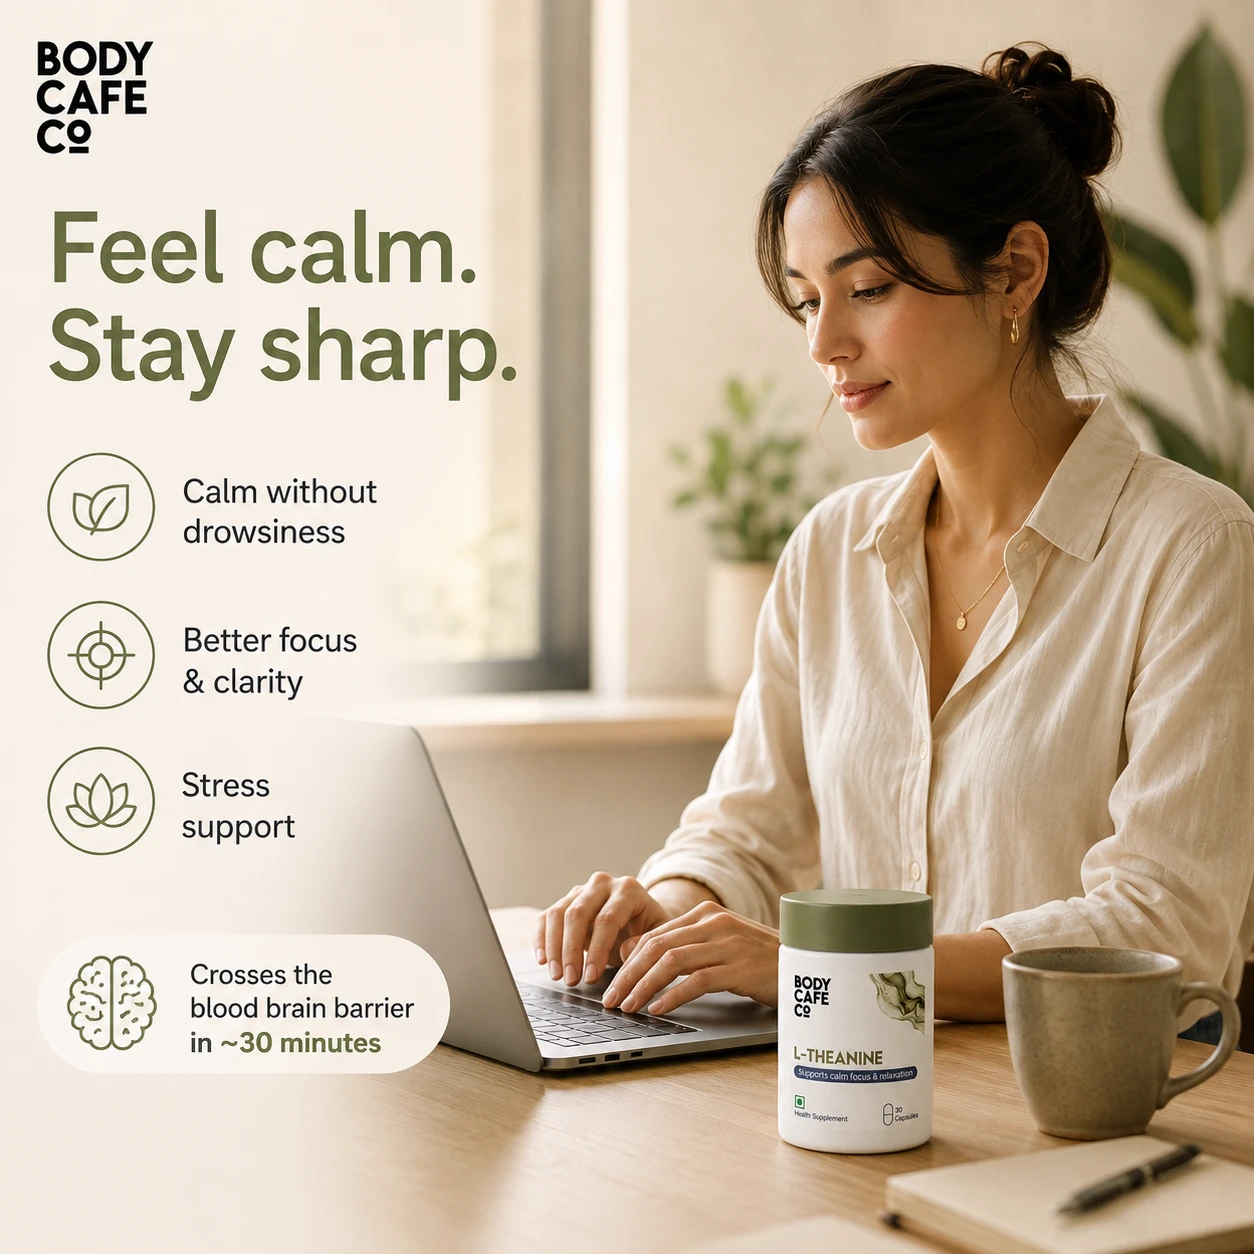 BODY
CAFE
Co
Feel calm.
Stay sharp.
Calm without
drowsiness
Better focus
& clarity
Stress
support
Crosses the
blood brain barrier
in ~30 minutes
BODY
CAFE
Co
L-THEANINE
Supports calm focus & relaxation
Health Supplement
30
Capsules